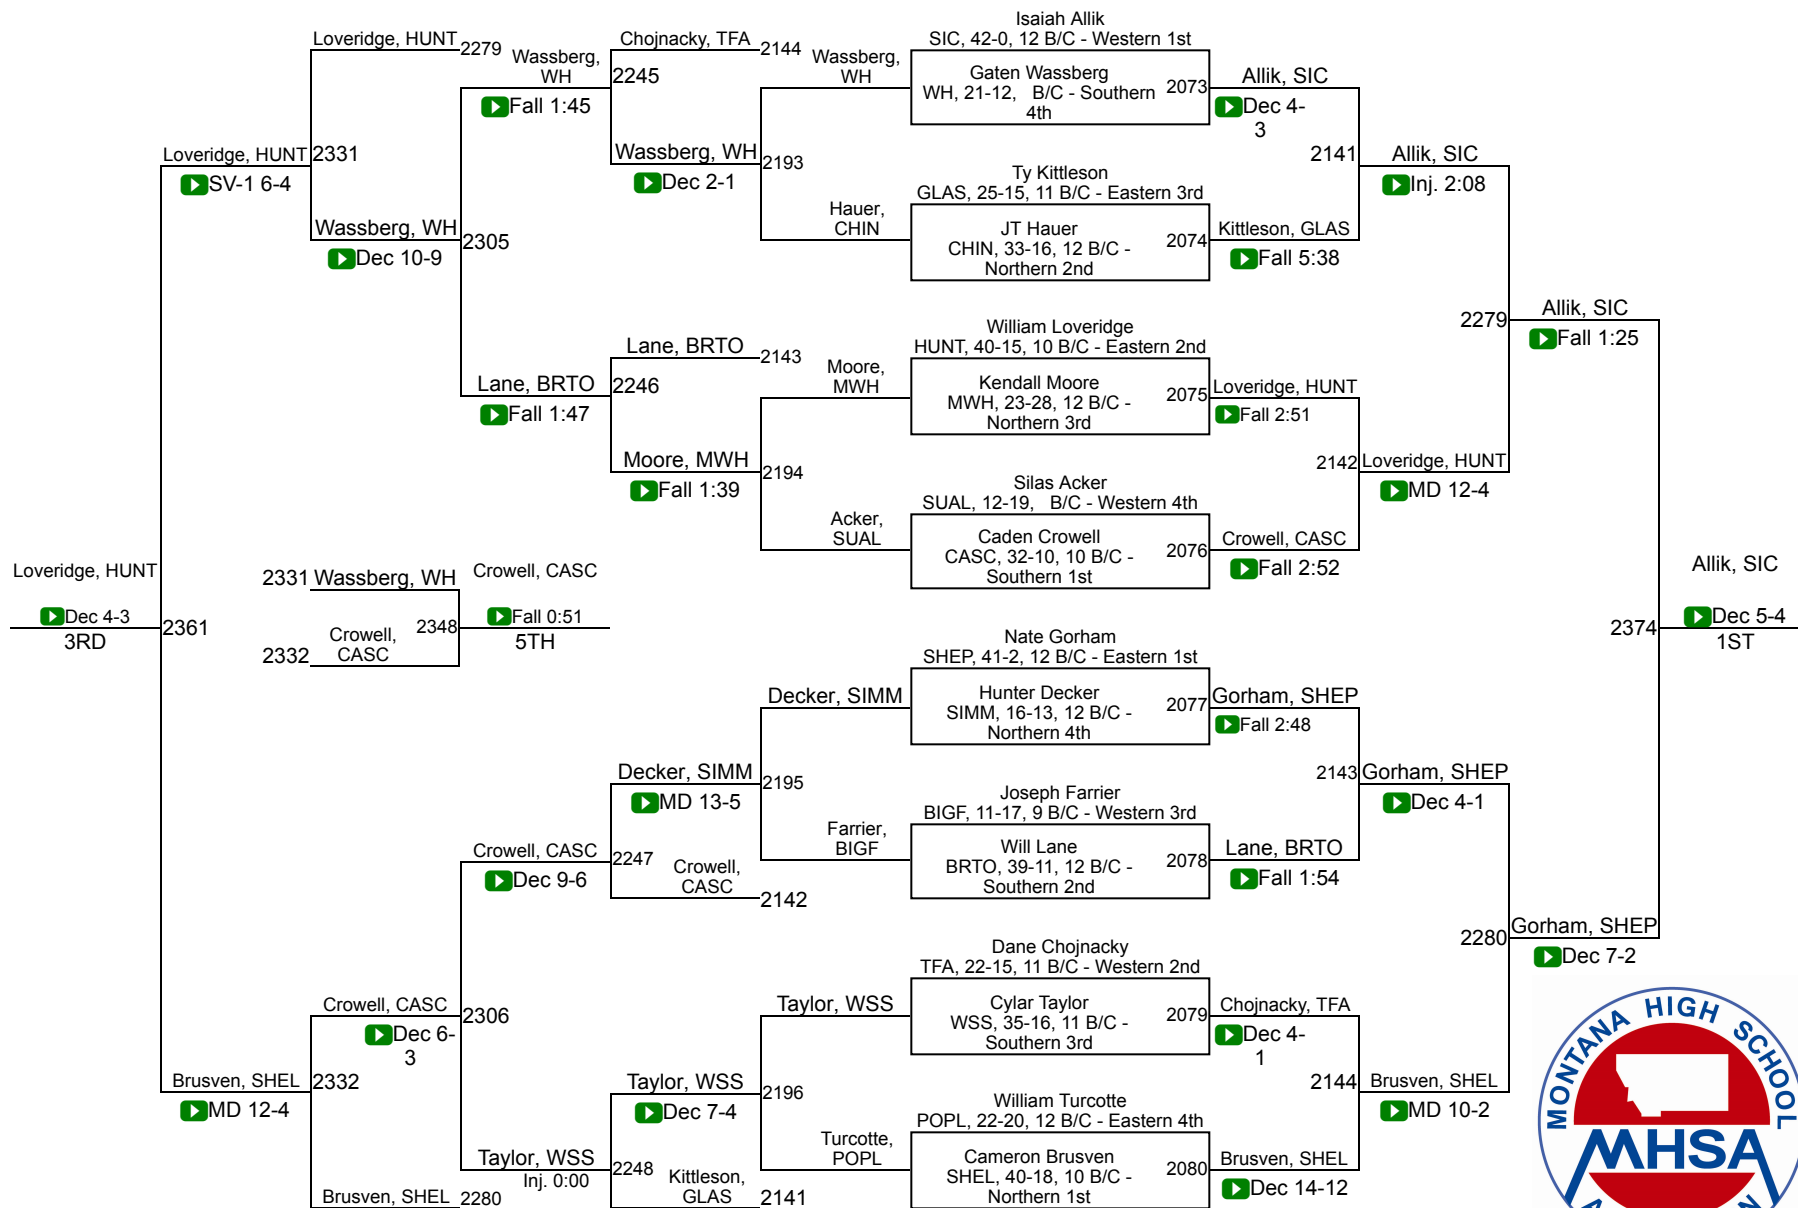 Isaiah Allik
SIC, 42-0, 12 B/C - Western 1st
Loveridge, HUNT
2279
Wassberg,
WH
Chojnacky, TFA
2144
Wassberg,
WH
Gaten Wassberg
WH, 21-12, B/C - Southern
4th
2073
Allik, SIC
Dec 4-
3
2245
Fall 1:45
Loveridge, HUNT
2331
SV-1 6-4
Wassberg, WH
2193
Dec 2-1
2141
Allik, SIC
Inj. 2:08
Ty Kittleson
GLAS, 25-15, 11 B/C - Eastern 3rd
Hauer,
CHIN
JT Hauer
CHIN, 33-16, 12 B/C -
Northern 2nd
2074
Kittleson, GLAS
Fall 5:38
Wassberg, WH
2305
Dec 10-9
2279
Allik, SIC
Fall 1:25
William Loveridge
HUNT, 40-15, 10 B/C - Eastern 2nd
Lane, BRTO
2143
Moore,
MWH
Kendall Moore
MWH, 23-28, 12 B/C -
Northern 3rd
2075
Loveridge, HUNT
Fall 2:51
Lane, BRTO
2246
Fall 1:47
Moore, MWH
2194
Fall 1:39
2142
Loveridge, HUNT
MD 12-4
Silas Acker
SUAL, 12-19, B/C - Western 4th
Acker,
SUAL
Caden Crowell
CASC, 32-10, 10 B/C -
Southern 1st
2076
Crowell, CASC
Fall 2:52
Loveridge, HUNT
Dec 4-3
3RD
2361
2331
Wassberg, WH
Crowell, CASC
2348
Fall 0:51
5TH
2332
Crowell,
CASC
2374
Allik, SIC
Dec 5-4
1ST
Nate Gorham
SHEP, 41-2, 12 B/C - Eastern 1st
Decker, SIMM
Hunter Decker
SIMM, 16-13, 12 B/C -
Northern 4th
2077
Gorham, SHEP
Fall 2:48
Decker, SIMM
2195
MD 13-5
2143
Gorham, SHEP
Dec 4-1
Joseph Farrier
BIGF, 11-17, 9 B/C - Western 3rd
Farrier,
BIGF
Will Lane
BRTO, 39-11, 12 B/C -
Southern 2nd
2078
Lane, BRTO
Fall 1:54
Crowell, CASC
2247
Dec 9-6
Crowell,
CASC
2142
2280
Gorham, SHEP
Dec 7-2
Dane Chojnacky
TFA, 22-15, 11 B/C - Western 2nd
Taylor, WSS
Cylar Taylor
WSS, 35-16, 11 B/C -
Southern 3rd
2079
Chojnacky, TFA
Dec 4-
1
Crowell, CASC
2306
Dec 6-
3
Brusven, SHEL
2332
MD 12-4
Taylor, WSS
2196
Dec 7-4
2144
Brusven, SHEL
MD 10-2
William Turcotte
POPL, 22-20, 12 B/C - Eastern 4th
Turcotte,
POPL
Cameron Brusven
SHEL, 40-18, 10 B/C -
Northern 1st
2080
Brusven, SHEL
Dec 14-12
Taylor, WSS
2248
Inj. 0:00
Kittleson,
GLAS
2141
Brusven, SHEL
2280
MONTANA HIGH SCHOOL
MHSA